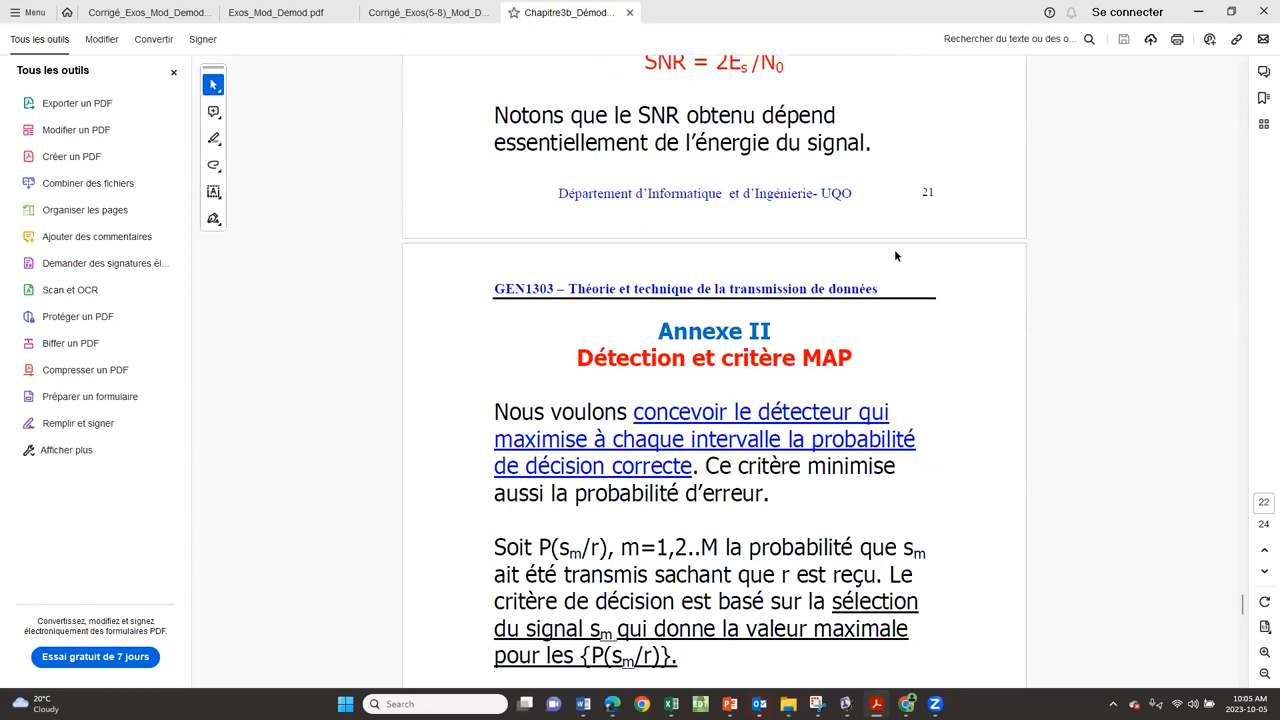 Menu
Corrigé_Exos_Mod_Demod...
Exos_Mod_Demod.pdf
Corrigé_Exos(5-8)_Mod_D...
Chapitre3b_Démod...
Se connecter
Tous les outils
Modifier
Convertir
Signer
Rechercher du texte ou des o...
Tous les outils
Exporter un PDF
Modifier un PDF
Créer un PDF
Combiner des fichiers
Organiser les pages
Ajouter des commentaires
Demander des signatures él...
Scan et OCR
Protéger un PDF
Biffer un PDF
Compresser un PDF
Préparer un formulaire
Remplir et signer
Afficher plus
Convertissez, modifiez et signez
électroniquement des formulaires PDF.
Essai gratuit de 7 jours
SNR = 2Es/N0
Notons que le SNR obtenu dépend
essentiellement de l'énergie du signal.
Département d'Informatique et d'Ingénierie- UQO 21
GEN1303 – Théorie et technique de la transmission de données
Annexe II
Détection et critère MAP
Nous voulons concevoir le détecteur qui
maximise à chaque intervalle la probabilité
de décision correcte. Ce critère minimise
aussi la probabilité d'erreur.
Soit P(sm/r), m=1,2..M la probabilité que sm
ait été transmis sachant que r est reçu. Le
critère de décision est basé sur la sélection
du signal sm qui donne la valeur maximale
pour les {P(sm/r)}.
22
24
20°C
Cloudy
Search
10:05 AM
2023-10-05